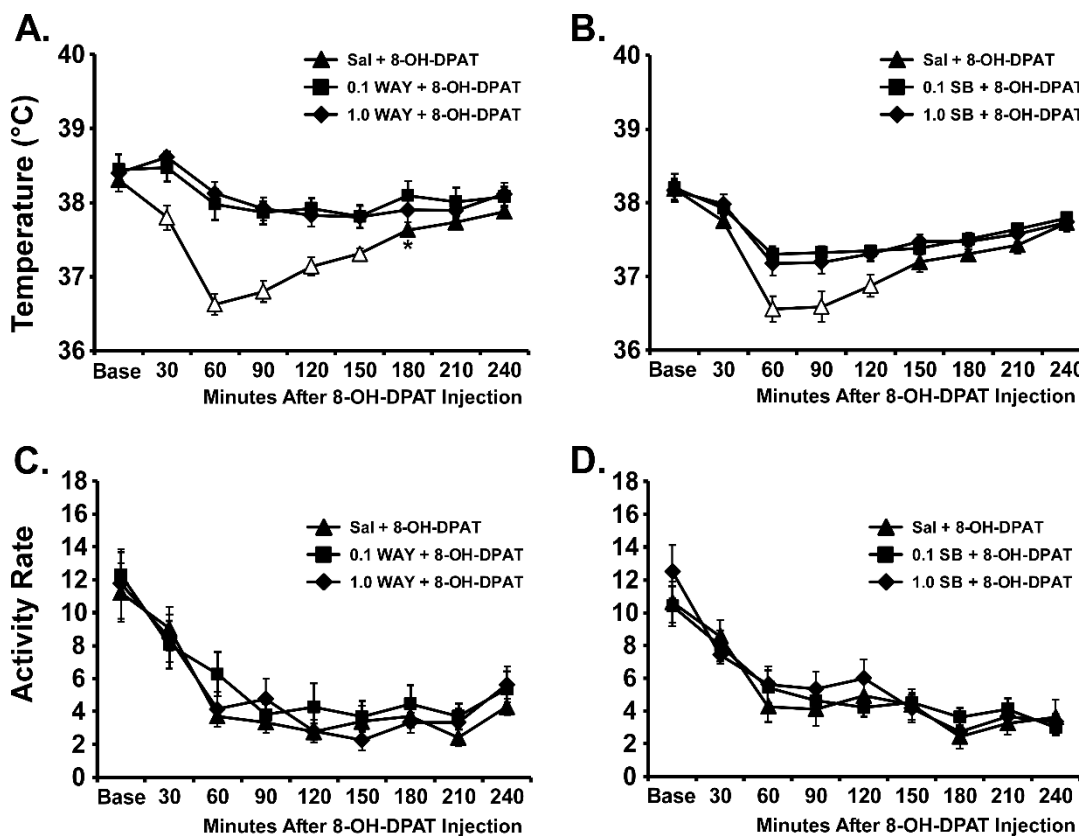 A.
Temperature (°C)
40
39
38
37
36
Sal + 8-OH-DPAT
0.1 WAY + 8-OH-DPAT
1.0 WAY + 8-OH-DPAT
*
Base 30 60 90 120 150 180 210 240
Minutes After 8-OH-DPAT Injection
B.
40
39
38
37
36
Sal + 8-OH-DPAT
0.1 SB + 8-OH-DPAT
1.0 SB + 8-OH-DPAT
Base 30 60 90 120 150 180 210 240
Minutes After 8-OH-DPAT Injection
C.
Activity Rate
18
16
14
12
10
8
6
4
2
0
Sal + 8-OH-DPAT
0.1 WAY + 8-OH-DPAT
1.0 WAY + 8-OH-DPAT
Base 30 60 90 120 150 180 210 240
Minutes After 8-OH-DPAT Injection
D.
18
16
14
12
10
8
6
4
2
0
Sal + 8-OH-DPAT
0.1 SB + 8-OH-DPAT
1.0 SB + 8-OH-DPAT
Base 30 60 90 120 150 180 210 240
Minutes After 8-OH-DPAT Injection